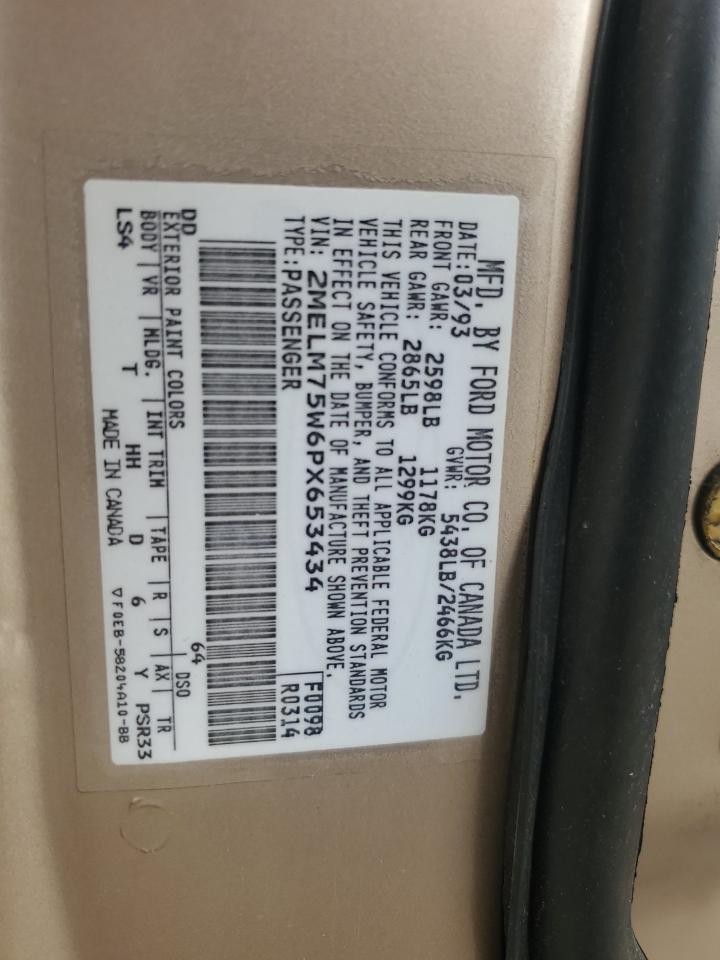 MFD. BY FORD MOTOR CO. OF CANADA LTD.
DATE: 03/93 GVWR: 5438LB/2466KG
FRONT GAWR: 2598LB 1178KG
REAR GAWR: 2865LB 1299KG
THIS VEHICLE CONFORMS TO ALL APPLICABLE FEDERAL MOTOR
VEHICLE SAFETY, BUMPER, AND THEFT PREVENTION STANDARDS
IN EFFECT ON THE DATE OF MANUFACTURE SHOWN ABOVE.
VIN: 2MELM75W6PX653434 F0098
TYPE: PASSENGER R0314
DD 64
EXTERIOR PAINT COLORS DSO
BODY VR MLDG. INT TRIM TAPE R S AX TR
LS4 T HH D 6 Y PSR33
MADE IN CANADA ▽F0EB-58204A10-BB